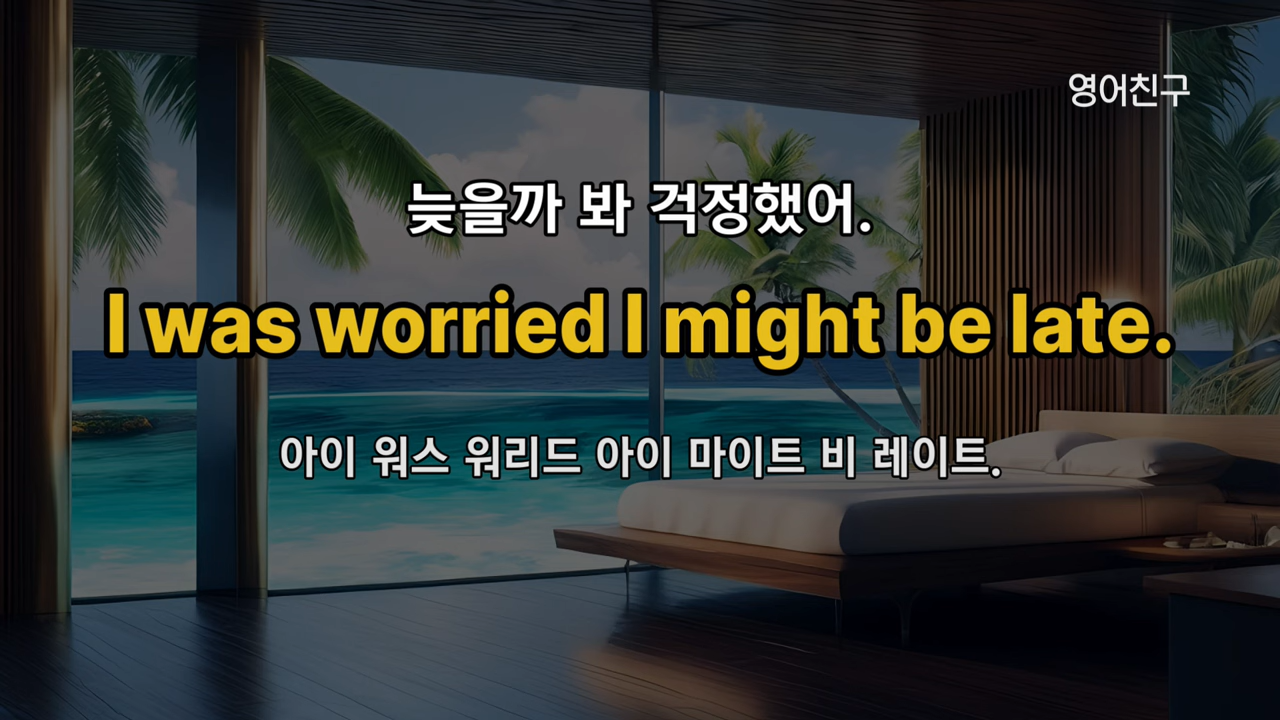 영어친구
늦을까 봐 걱정했어.
I was worried I might be late.
아이 워스 워리드 아이 마이트 비 레이트.